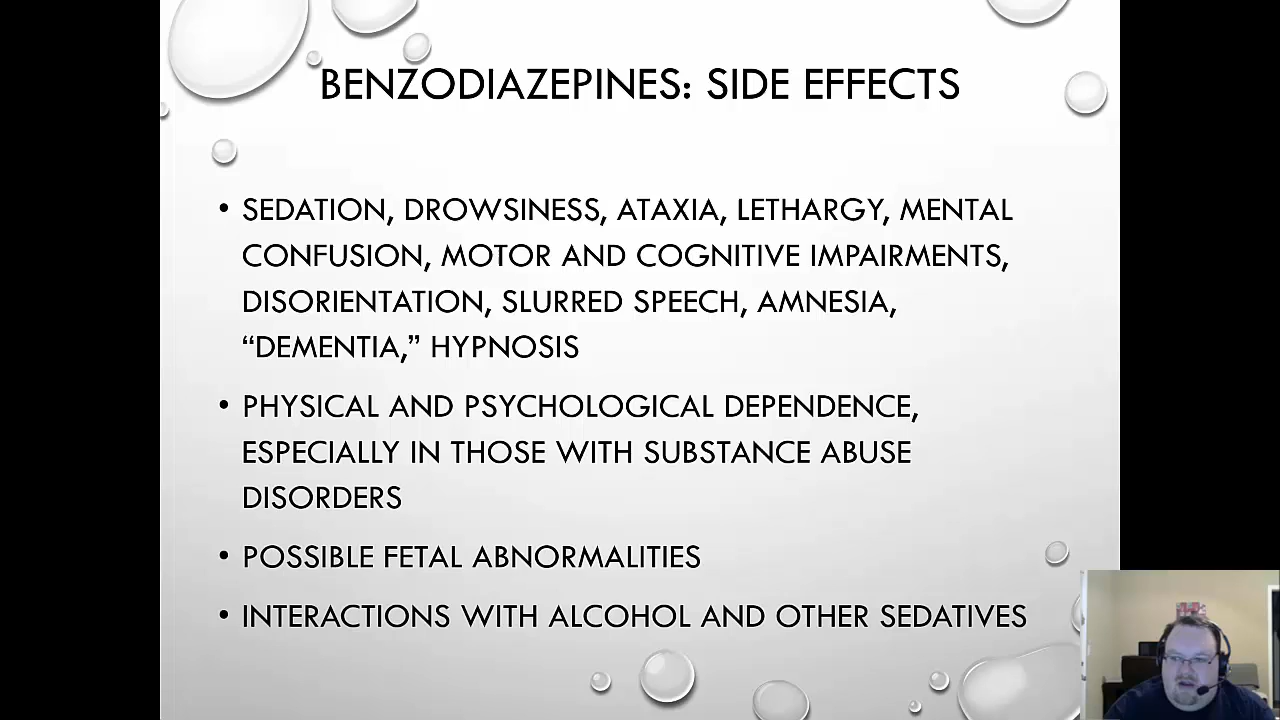 BENZODIAZEPINES: SIDE EFFECTS
• SEDATION, DROWSINESS, ATAXIA, LETHARGY, MENTAL
CONFUSION, MOTOR AND COGNITIVE IMPAIRMENTS,
DISORIENTATION, SLURRED SPEECH, AMNESIA,
“DEMENTIA,” HYPNOSIS
• PHYSICAL AND PSYCHOLOGICAL DEPENDENCE,
ESPECIALLY IN THOSE WITH SUBSTANCE ABUSE
DISORDERS
• POSSIBLE FETAL ABNORMALITIES
• INTERACTIONS WITH ALCOHOL AND OTHER SEDATIVES